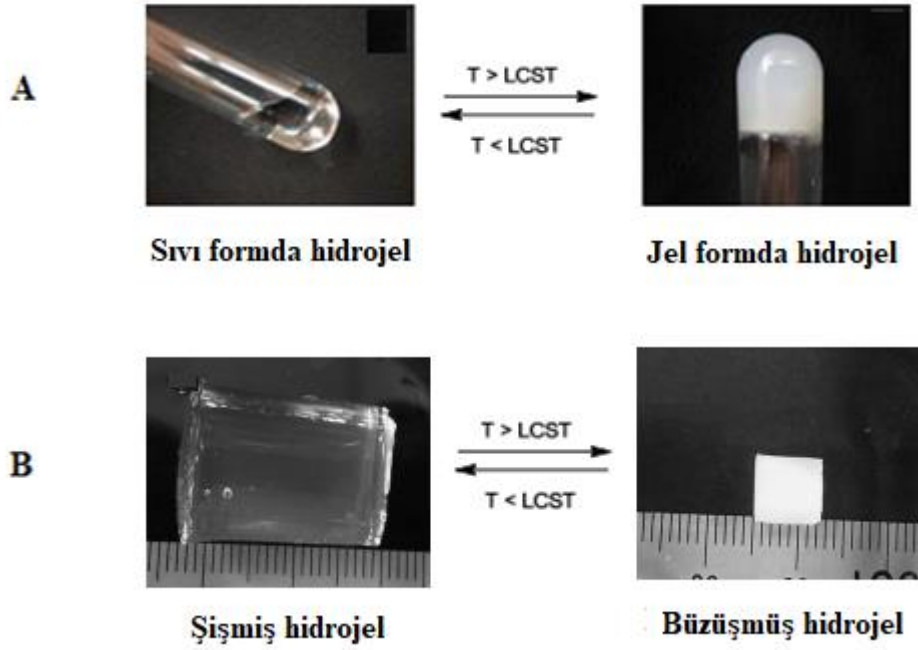 A
T > LCST
T < LCST
Sıvı formda hidrojel
Jel formda hidrojel
B
T > LCST
T < LCST
Şişmiş hidrojel
Büzüşmüş hidrojel